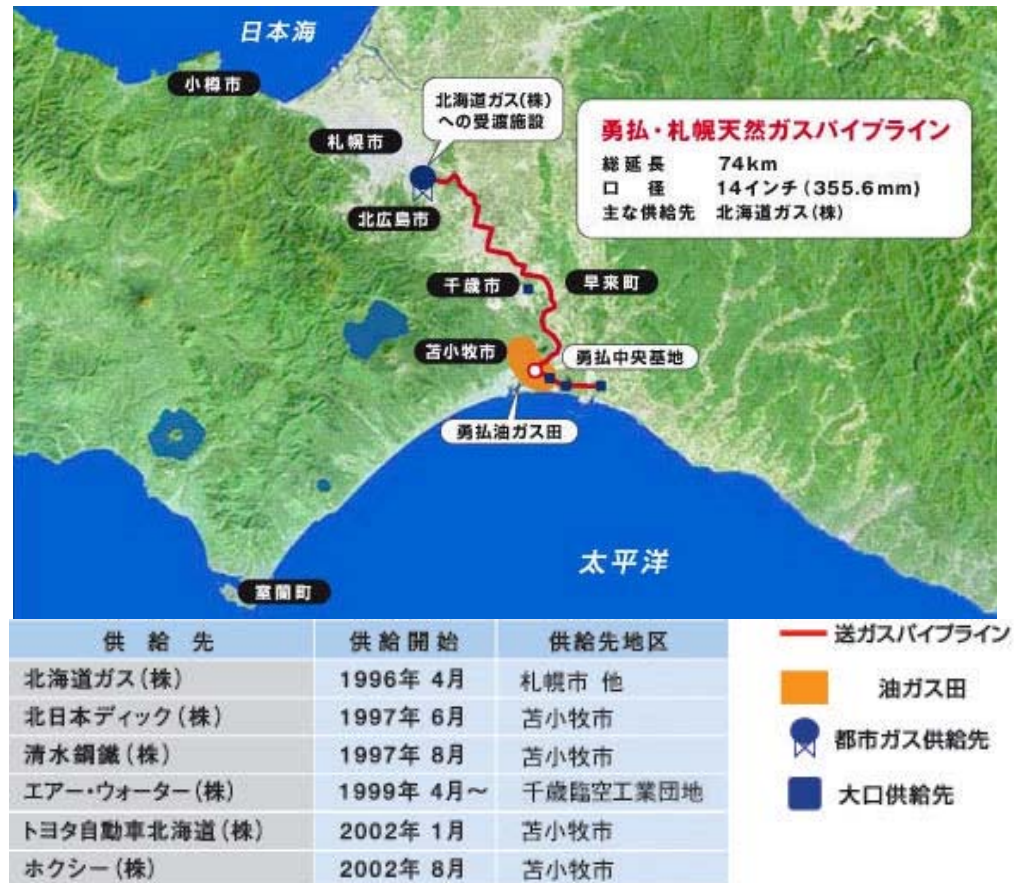 日本海
小樽市
北海道ガス(株)
への受渡施設
札幌市
勇払・札幌天然ガスパイプライン
総延長 74km
口径 14インチ(355.6mm)
主な供給先 北海道ガス(株)
北広島市
千歳市
早来町
苫小牧市
勇払中央基地
勇払油ガス田
太平洋
室蘭町
供給先 供給開始 供給先地区
北海道ガス(株) 1996年 4月 札幌市 他
北日本ディック(株) 1997年 6月 苫小牧市
清水鋼鐵(株) 1997年 8月 苫小牧市
エアー・ウォーター(株) 1999年 4月～ 千歳臨空工業団地
トヨタ自動車北海道(株) 2002年 1月 苫小牧市
ホクシー(株) 2002年 8月 苫小牧市
送ガスパイプライン
油ガス田
都市ガス供給先
大口供給先